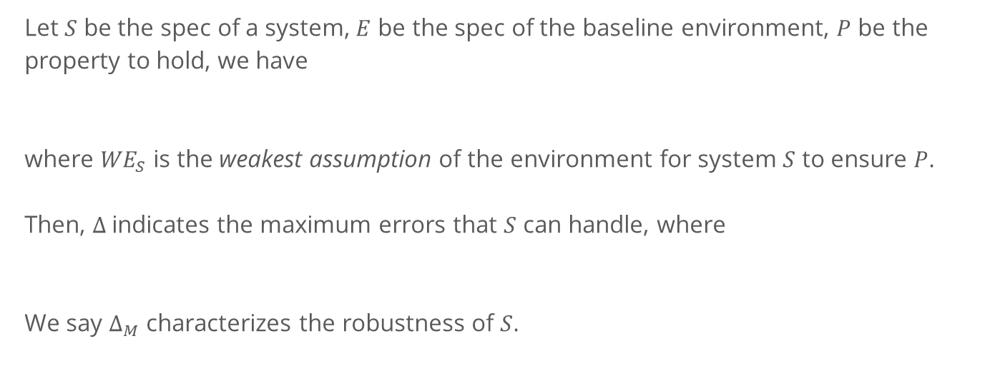 Let S be the spec of a system, E be the spec of the baseline environment, P be the
property to hold, we have
where WE_S is the weakest assumption of the environment for system S to ensure P.
Then, Δ indicates the maximum errors that S can handle, where
We say Δ_M characterizes the robustness of S.